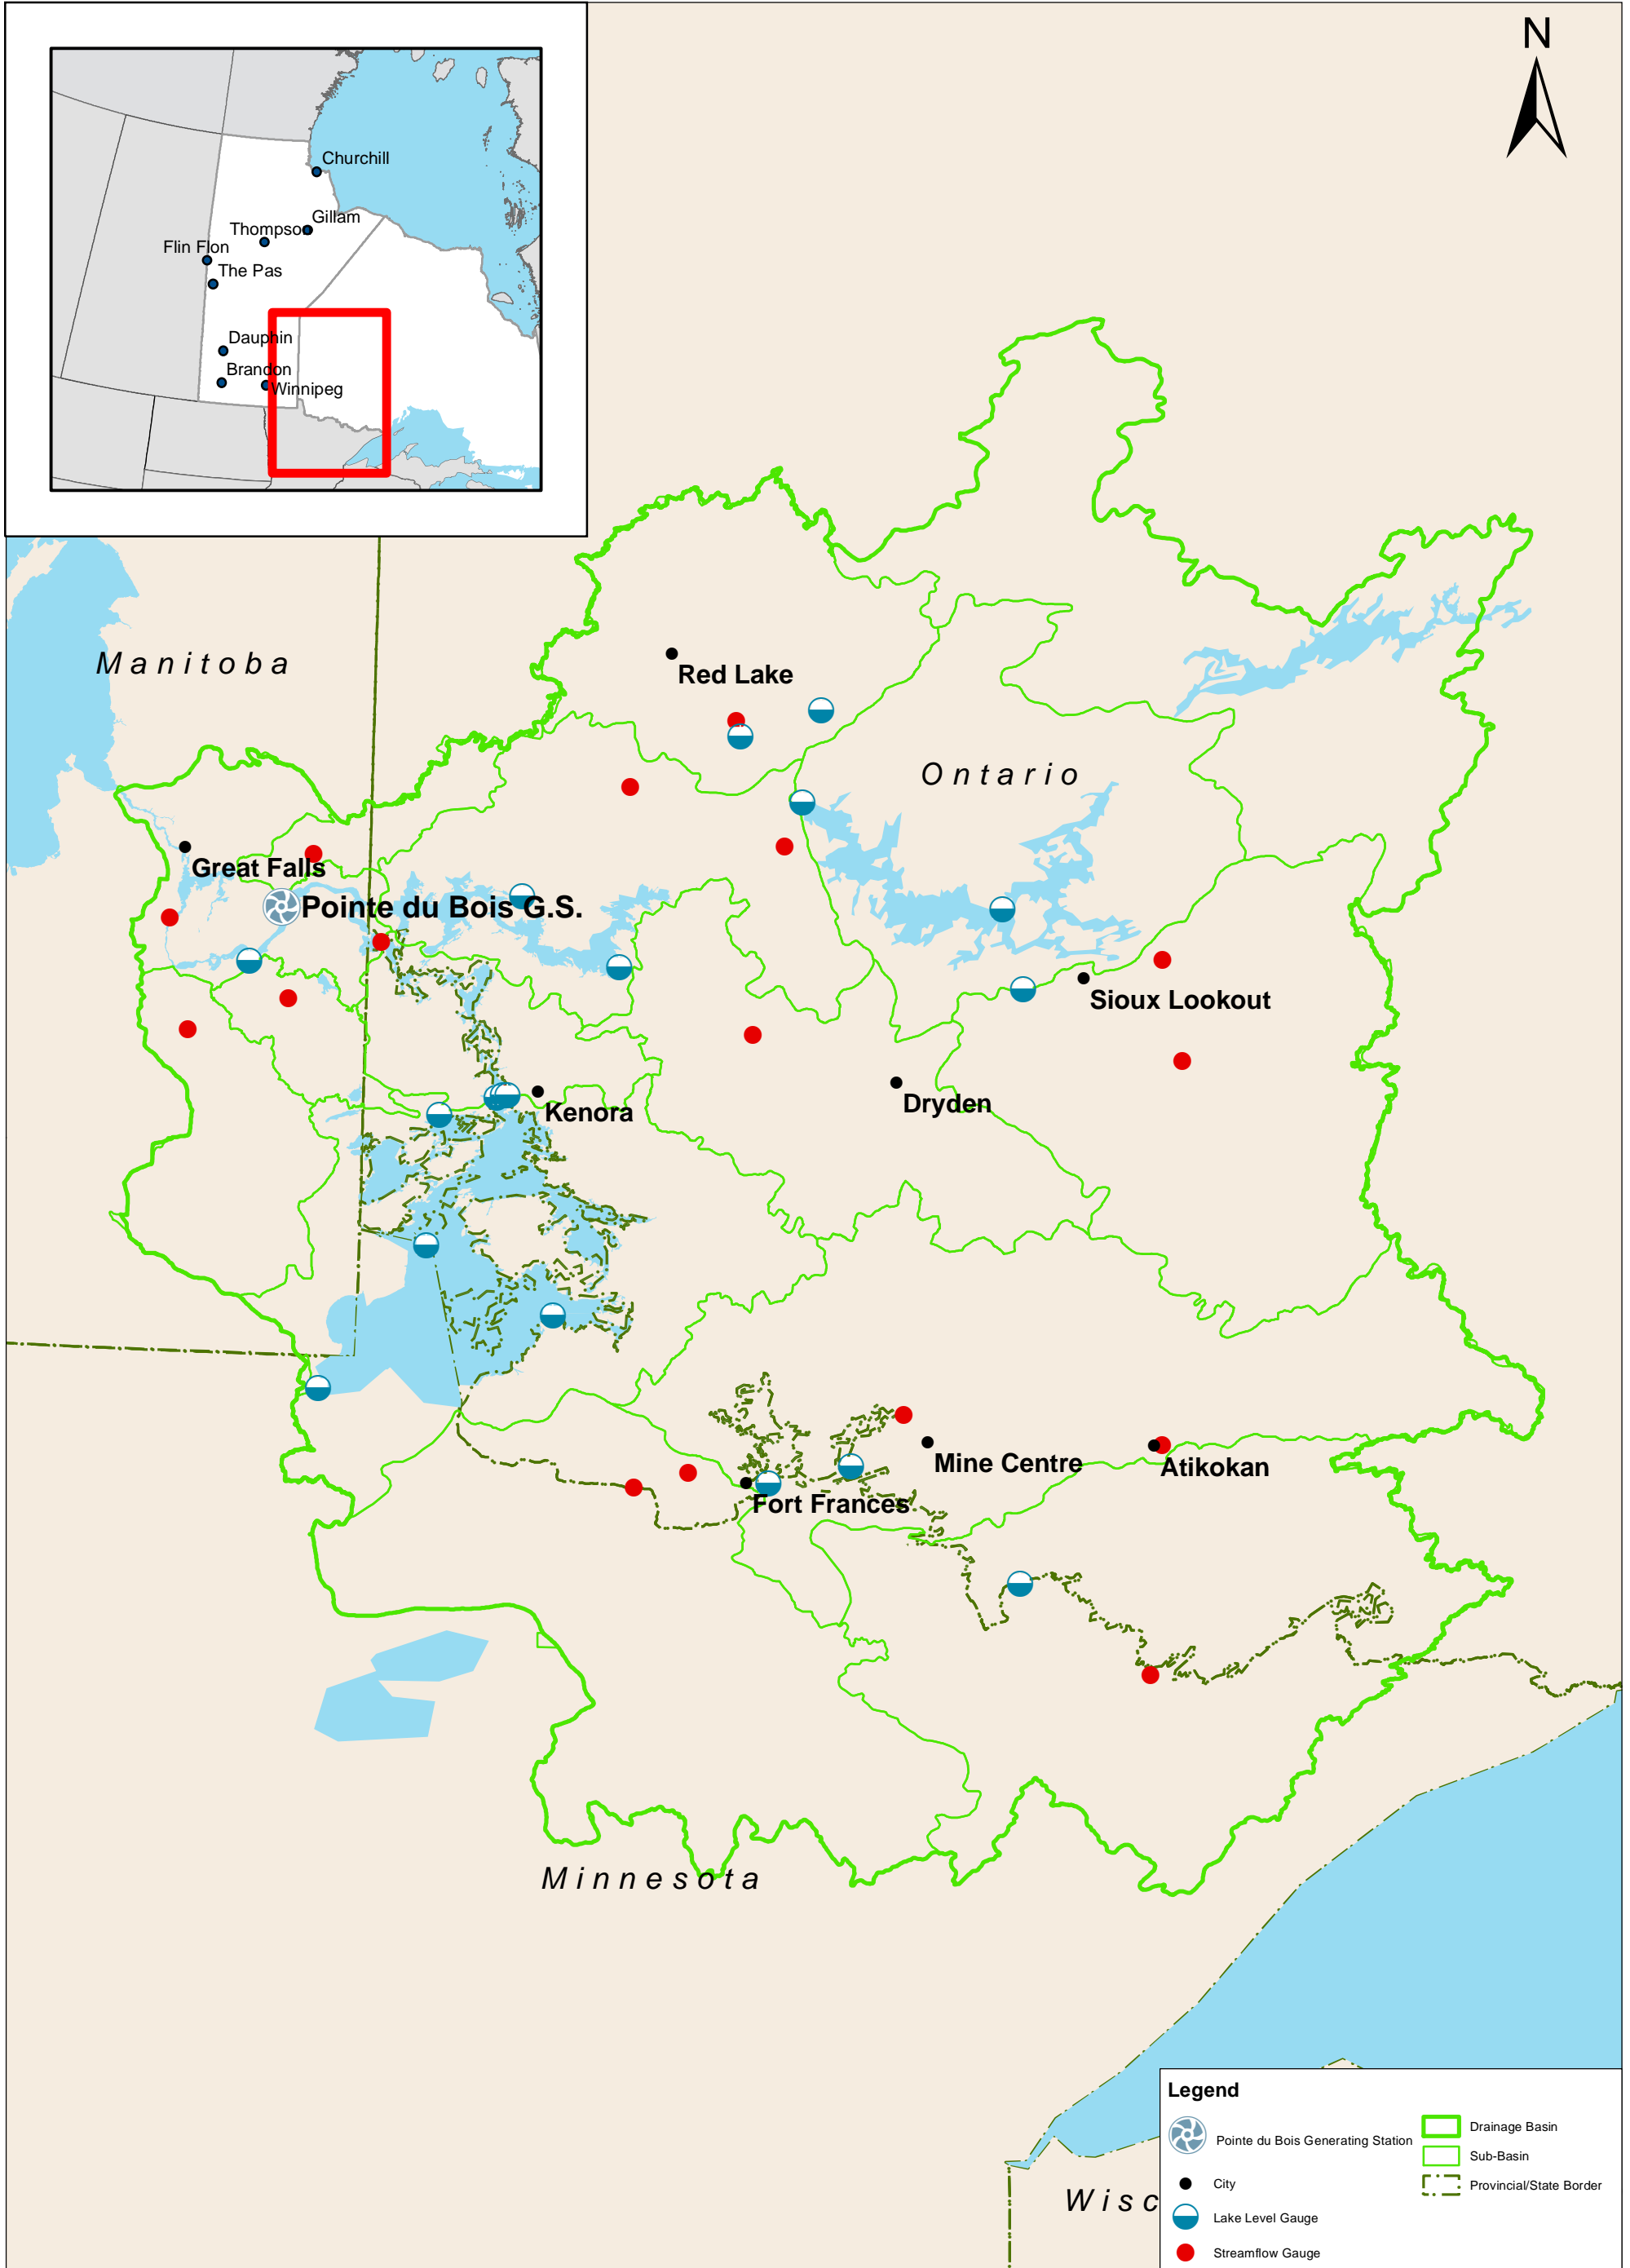 N
Churchill
Gillam
Thompson
Flin Flon
The Pas
Dauphin
Brandon
Winnipeg
Manitoba
Red Lake
Ontario
Great Falls
Pointe du Bois G.S.
Sioux Lookout
Kenora
Dryden
Mine Centre
Atikokan
Fort Frances
Minnesota
Wisc
Legend
Pointe du Bois Generating Station
City
Lake Level Gauge
Streamflow Gauge
Drainage Basin
Sub-Basin
Provincial/State Border